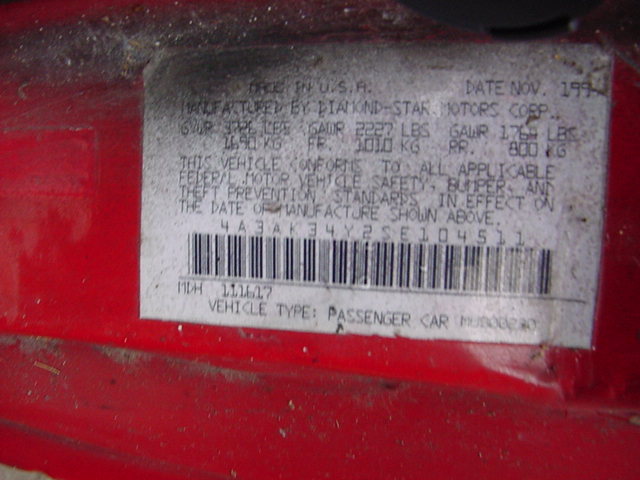 MADE IN U.S.A. DATE NOV. 199
MANUFACTURED BY DIAMOND-STAR MOTORS CORP.
GVWR 3726 LBS GAWR 2227 LBS GAWR 1764 LBS
1690 KG FR. 1010 KG RR. 800 KG
THIS VEHICLE CONFORMS TO ALL APPLICABLE
FEDERAL MOTOR VEHICLE SAFETY, BUMPER, AND
THEFT PREVENTION STANDARDS IN EFFECT ON
THE DATE OF MANUFACTURE SHOWN ABOVE.
4A3AK34Y2SE104511
MDH 111617
VEHICLE TYPE: PASSENGER CAR